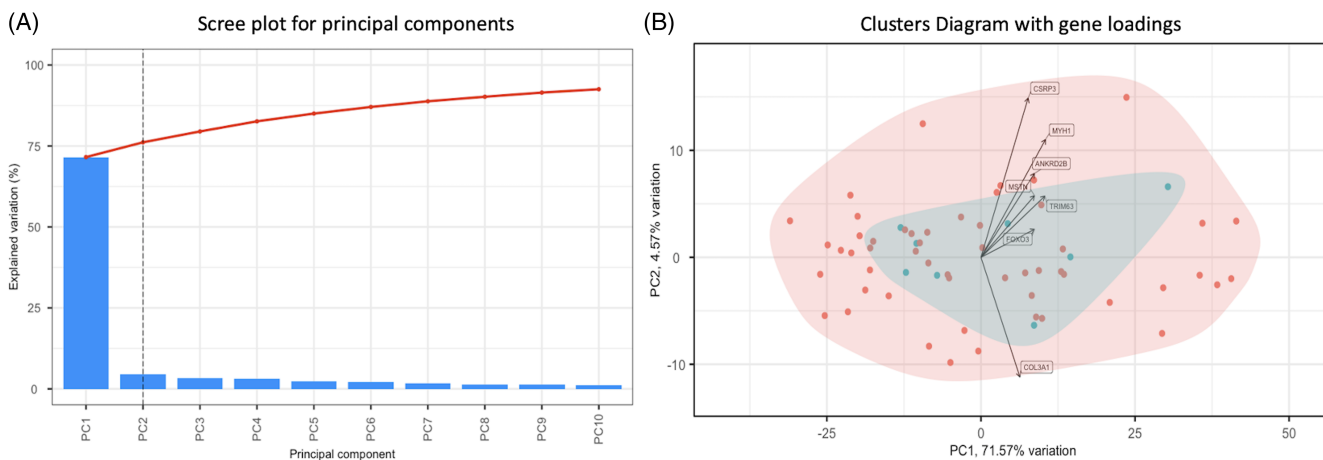 (A)
Scree plot for principal components
100
75
50
25
0
Explained variation (%)
PC1
PC2
PC3
PC4
PC5
PC6
PC7
PC8
PC9
PC10
Principal component
(B)
Clusters Diagram with gene loadings
CSRP3
MYH1
ANKRD2B
MSTN
TRIM63
FOXO3
COL3A1
10
0
-10
PC2, 4.57% variation
-25
0
25
50
PC1, 71.57% variation